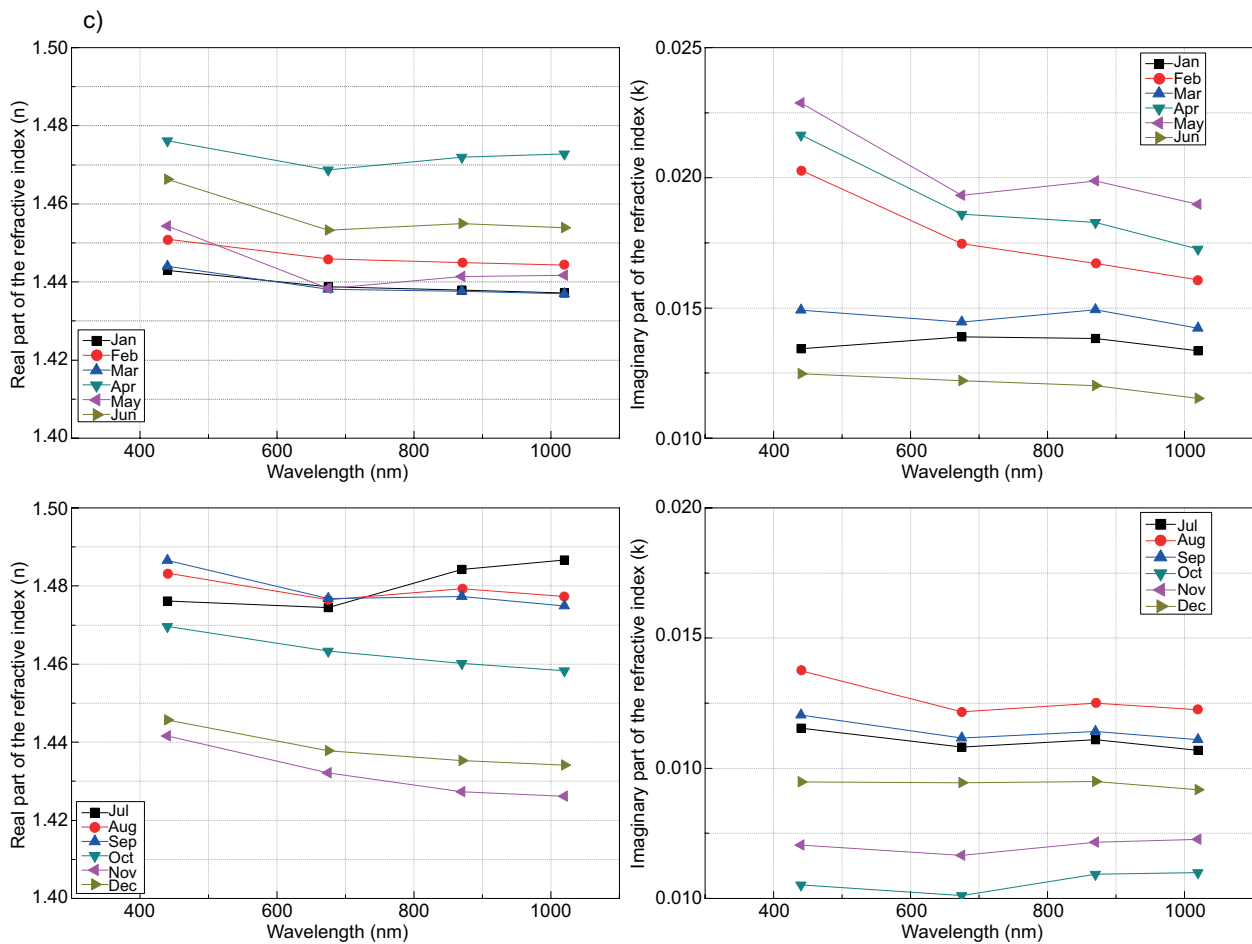 c)
Real part of the refractive index (n)
1.50
1.48
1.46
1.44
1.42
1.40
400
600
800
1000
Wavelength (nm)
Jan
Feb
Mar
Apr
May
Jun
Imaginary part of the refractive index (k)
0.025
0.020
0.015
0.010
400
600
800
1000
Wavelength (nm)
Jan
Feb
Mar
Apr
May
Jun
Real part of the refractive index (n)
1.50
1.48
1.46
1.44
1.42
1.40
400
600
800
1000
Wavelength (nm)
Jul
Aug
Sep
Oct
Nov
Dec
Imaginary part of the refractive index (k)
0.020
0.015
0.010
0.010
400
600
800
1000
Wavelength (nm)
Jul
Aug
Sep
Oct
Nov
Dec